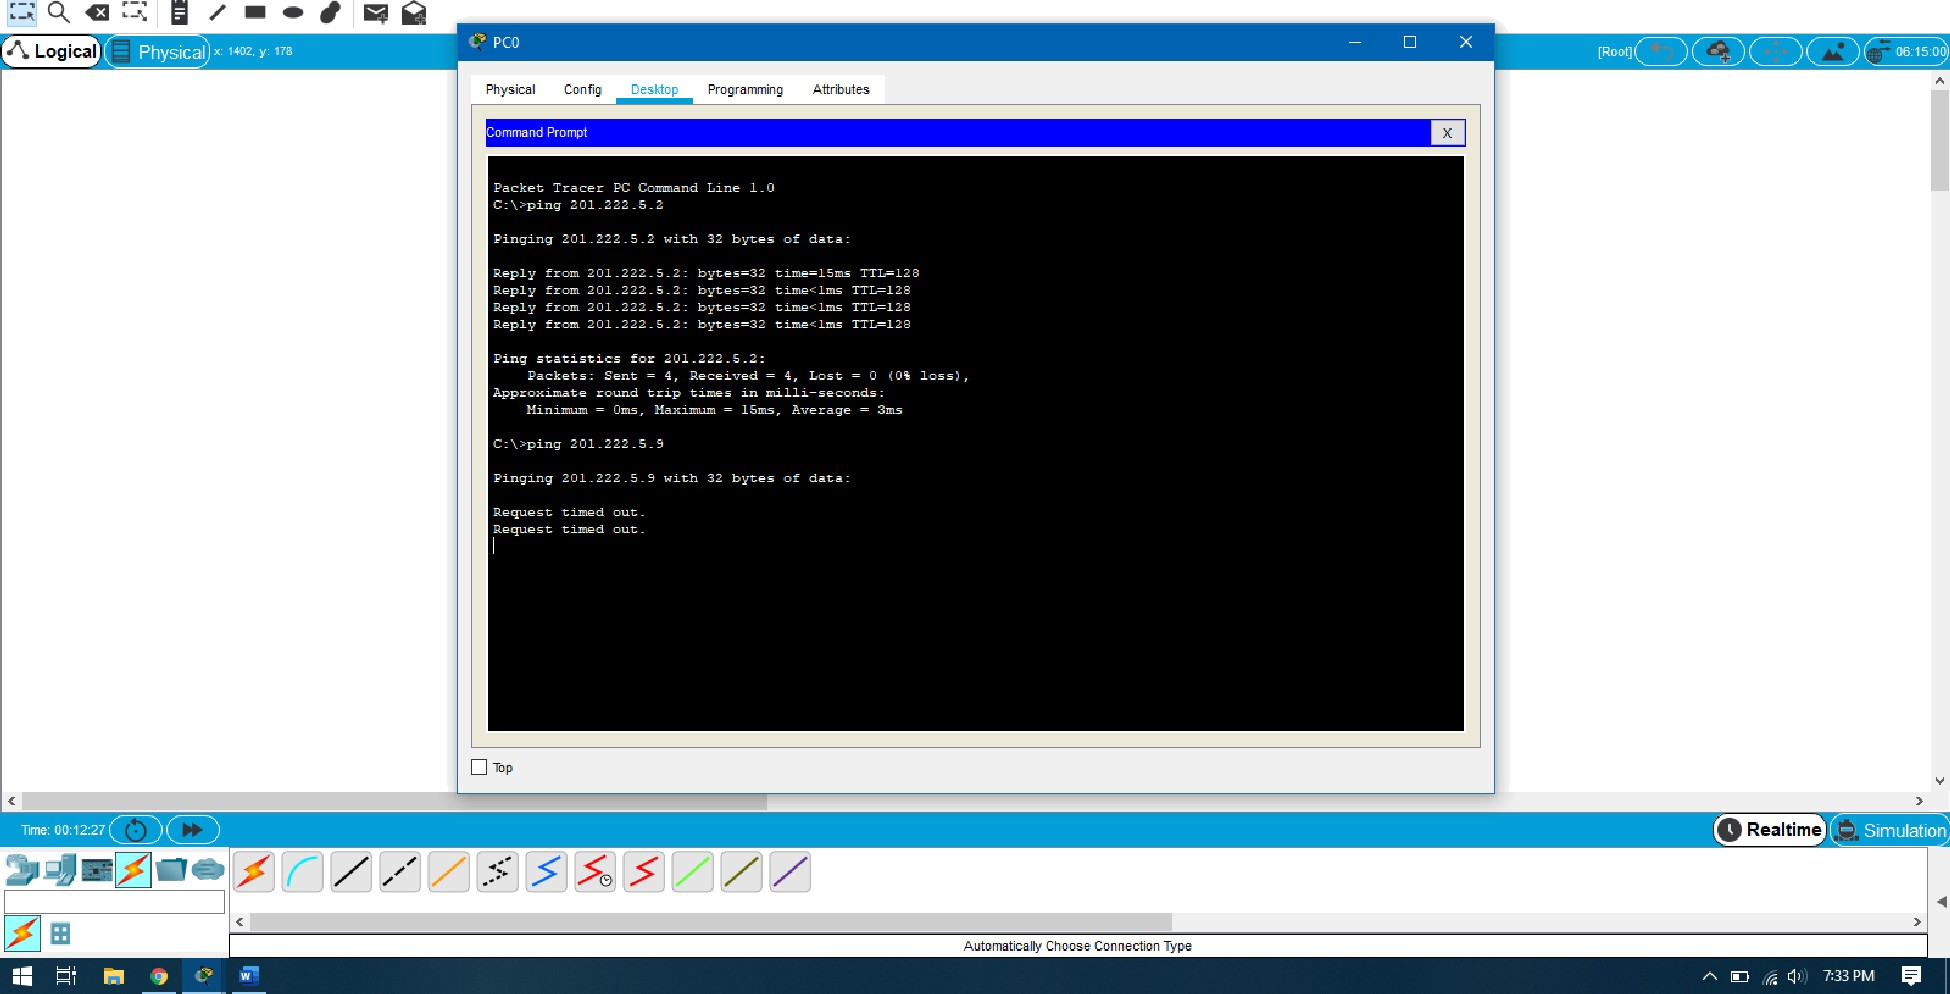 PC0
Logical
Physical
x: 1402, y: 178
[Root]
06:15:00
Physical
Config
Desktop
Programming
Attributes
Command Prompt
X
Packet Tracer PC Command Line 1.0
C:\>ping 201.222.5.2
Pinging 201.222.5.2 with 32 bytes of data:
Reply from 201.222.5.2: bytes=32 time=15ms TTL=128
Reply from 201.222.5.2: bytes=32 time<1ms TTL=128
Reply from 201.222.5.2: bytes=32 time<1ms TTL=128
Reply from 201.222.5.2: bytes=32 time<1ms TTL=128
Ping statistics for 201.222.5.2:
Packets: Sent = 4, Received = 4, Lost = 0 (0% loss),
Approximate round trip times in milli-seconds:
Minimum = 0ms, Maximum = 15ms, Average = 3ms
C:\>ping 201.222.5.9
Pinging 201.222.5.9 with 32 bytes of data:
Request timed out.
Request timed out.
Top
Time: 00:12:27
Realtime
Simulation
Automatically Choose Connection Type
7:33 PM